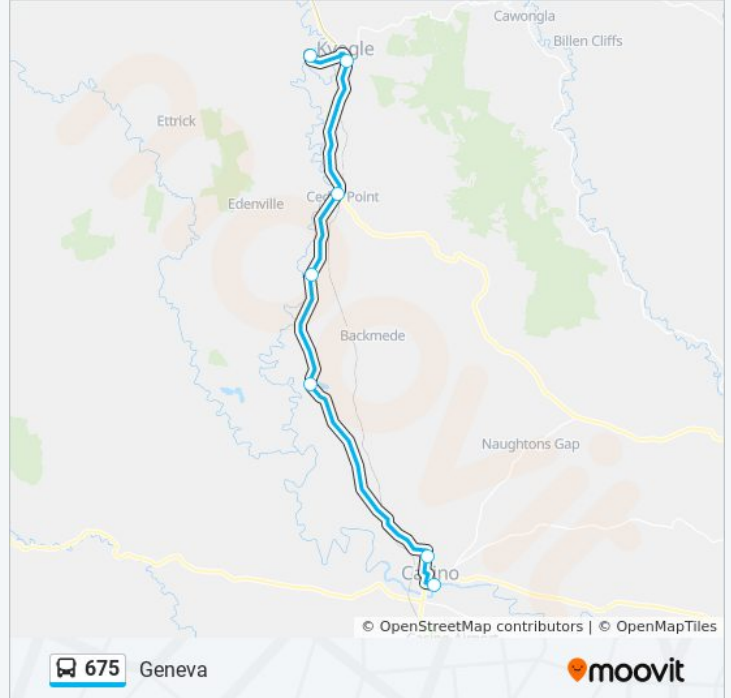 Cawongla
Kyogle
Billen Cliffs
Ettrick
Edenville
Point
Backmede
Naughtons Gap
Casino
© OpenStreetMap contributors | © OpenMapTiles
675 Geneva
moovit